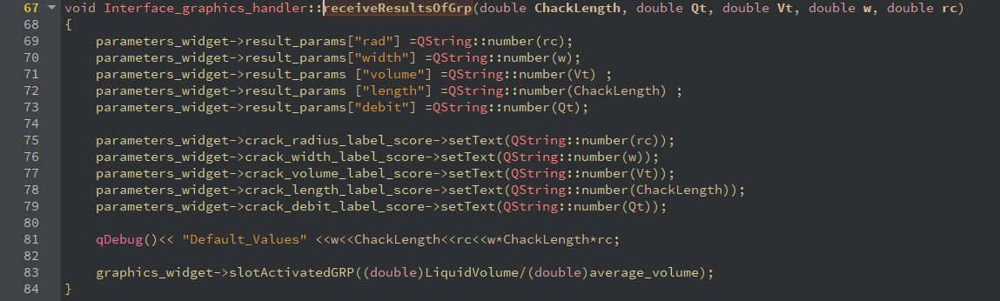 67 void Interface_graphics_handler::receiveResultsOfGrp(double ChackLength, double Qt, double Vt, double w, double rc)
68 {
69 parameters_widget->result_params["rad"] =QString::number(rc);
70 parameters_widget->result_params["width"] =QString::number(w);
71 parameters_widget->result_params ["volume"] =QString::number(Vt) ;
72 parameters_widget->result_params ["length"] =QString::number(ChackLength) ;
73 parameters_widget->result_params["debit"] =QString::number(Qt);
74
75 parameters_widget->crack_radius_label_score->setText(QString::number(rc));
76 parameters_widget->crack_width_label_score->setText(QString::number(w));
77 parameters_widget->crack_volume_label_score->setText(QString::number(Vt));
78 parameters_widget->crack_length_label_score->setText(QString::number(ChackLength));
79 parameters_widget->crack_debit_label_score->setText(QString::number(Qt));
80
81 qDebug()<< "Default_Values" <<w<<ChackLength<<rc<<w*ChackLength*rc;
82
83 graphics_widget->slotActivatedGRP((double)LiquidVolume/(double)average_volume);
84 }